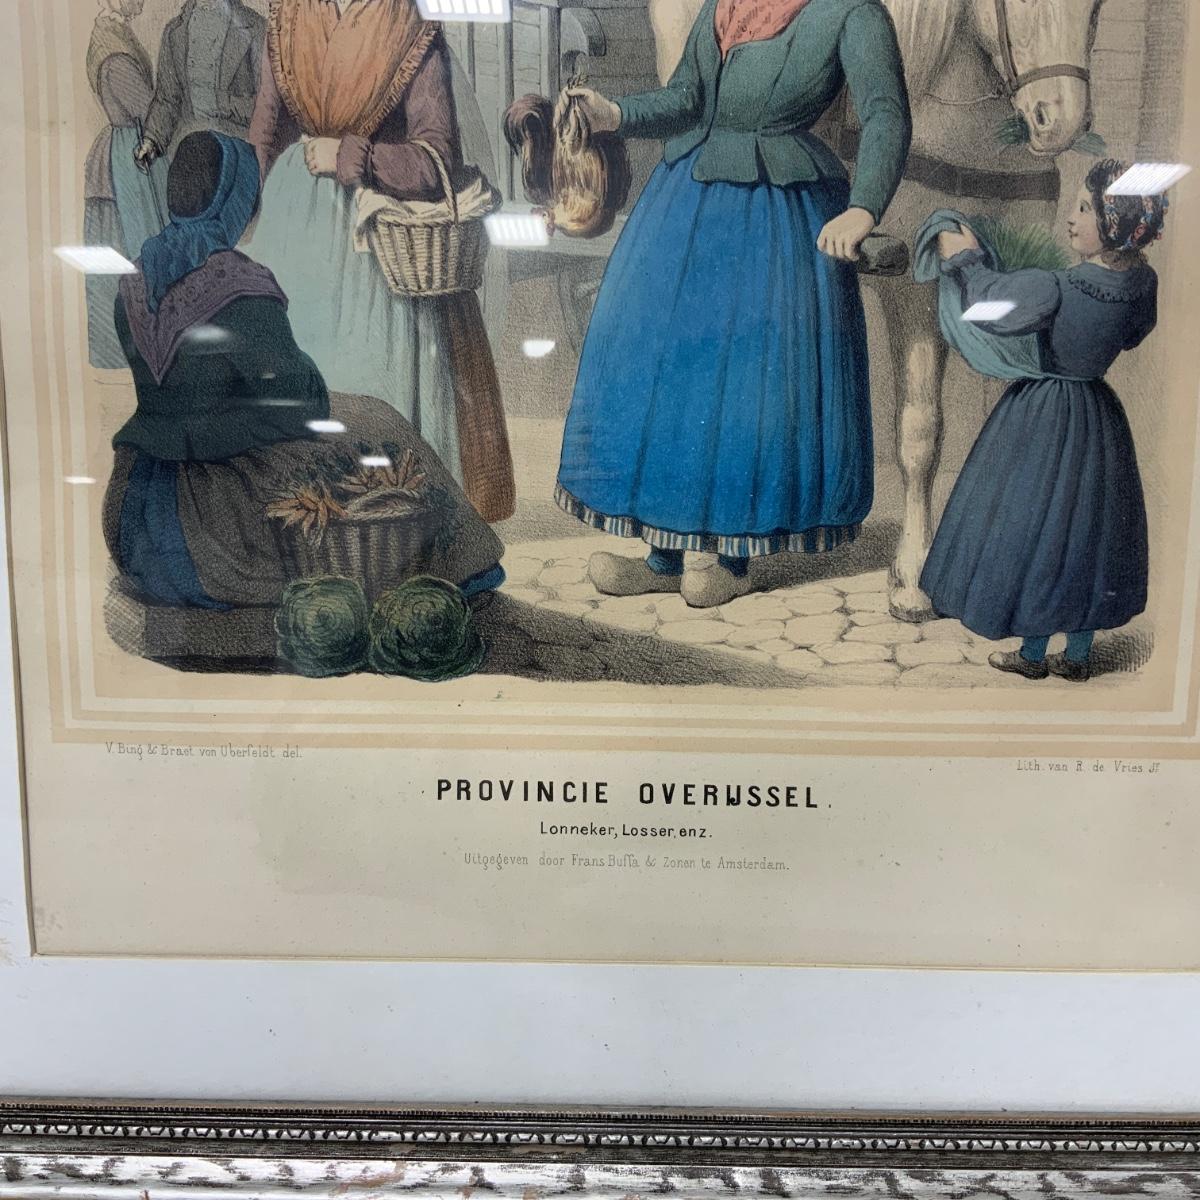 V. Bing & Braet von Uberfeldt del.
Lith. van R. de Vries Jr
PROVINCIE OVERIJSSEL.
Lonneker, Losser, enz.
Uitgegeven door Frans Buffa & Zonen te Amsterdam.